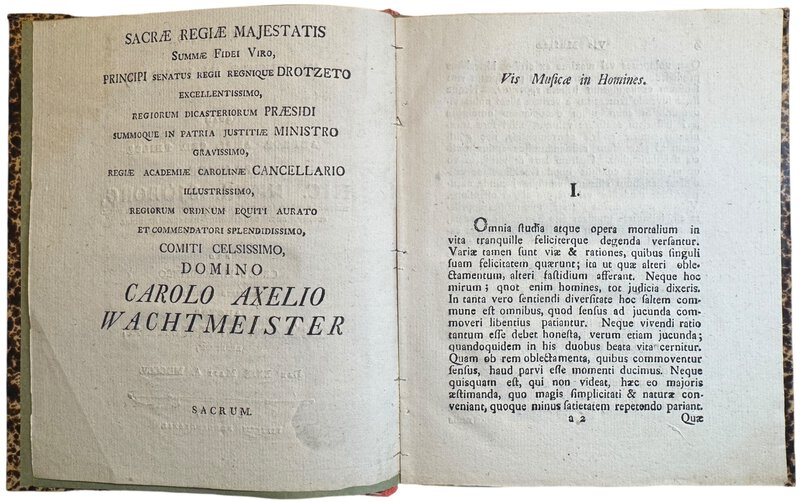 SACRÆ REGIÆ MAJESTATIS
SUMMÆ FIDEI VIRO,
PRINCIPI SENATUS REGII REGNIQUE DROTZETO
EXCELLENTISSIMO,
REGIORUM DICASTERIORUM PRÆSIDI
SUMMOQUE IN PATRIA JUSTITIÆ MINISTRO
GRAVISSIMO,
REGIÆ ACADEMIÆ CAROLINÆ CANCELLARIO
ILLUSTRISSIMO,
REGIORUM ORDINUM EQUITI AURATO
ET COMMENDATORI SPLENDIDISSIMO,
COMITI CELSISSIMO,
DOMINO
CAROLO AXELIO
WACHTMEISTER
SACRUM.
Vis Muſicæ in Homines.
I.
Omnia ſtudia atque opera mortalium in
vita tranquille feliciterque degenda verſantur.
Variæ tamen ſunt viæ & rationes, quibus ſinguli
ſuam felicitatem quærunt; ita ut quæ alteri oble-
ctamentum, alteri faſtidium afferant. Neque hoc
mirum; quot enim homines, tot judicia dixeris.
In tanta vero ſentiendi diverſitate hoc ſaltem com-
mune eſt omnibus, quod ſenſus ad jucunda com-
moveri libentius patiantur. Neque vivendi ratio
tantum eſſe debet honeſta, verum etiam jucunda;
quandoquidem in his duobus beata vita cernitur.
Quam ob rem oblectamenta, quibus commoventur
ſenſus, haud parvi eſſe momenti ducimus. Neque
quisquam eſt, qui non videat, hæc eo majoris
æſtimanda, quo magis ſimplicitati & naturæ con-
veniant, quoque minus ſatietatem repetendo pariant.
a 2 Quæ